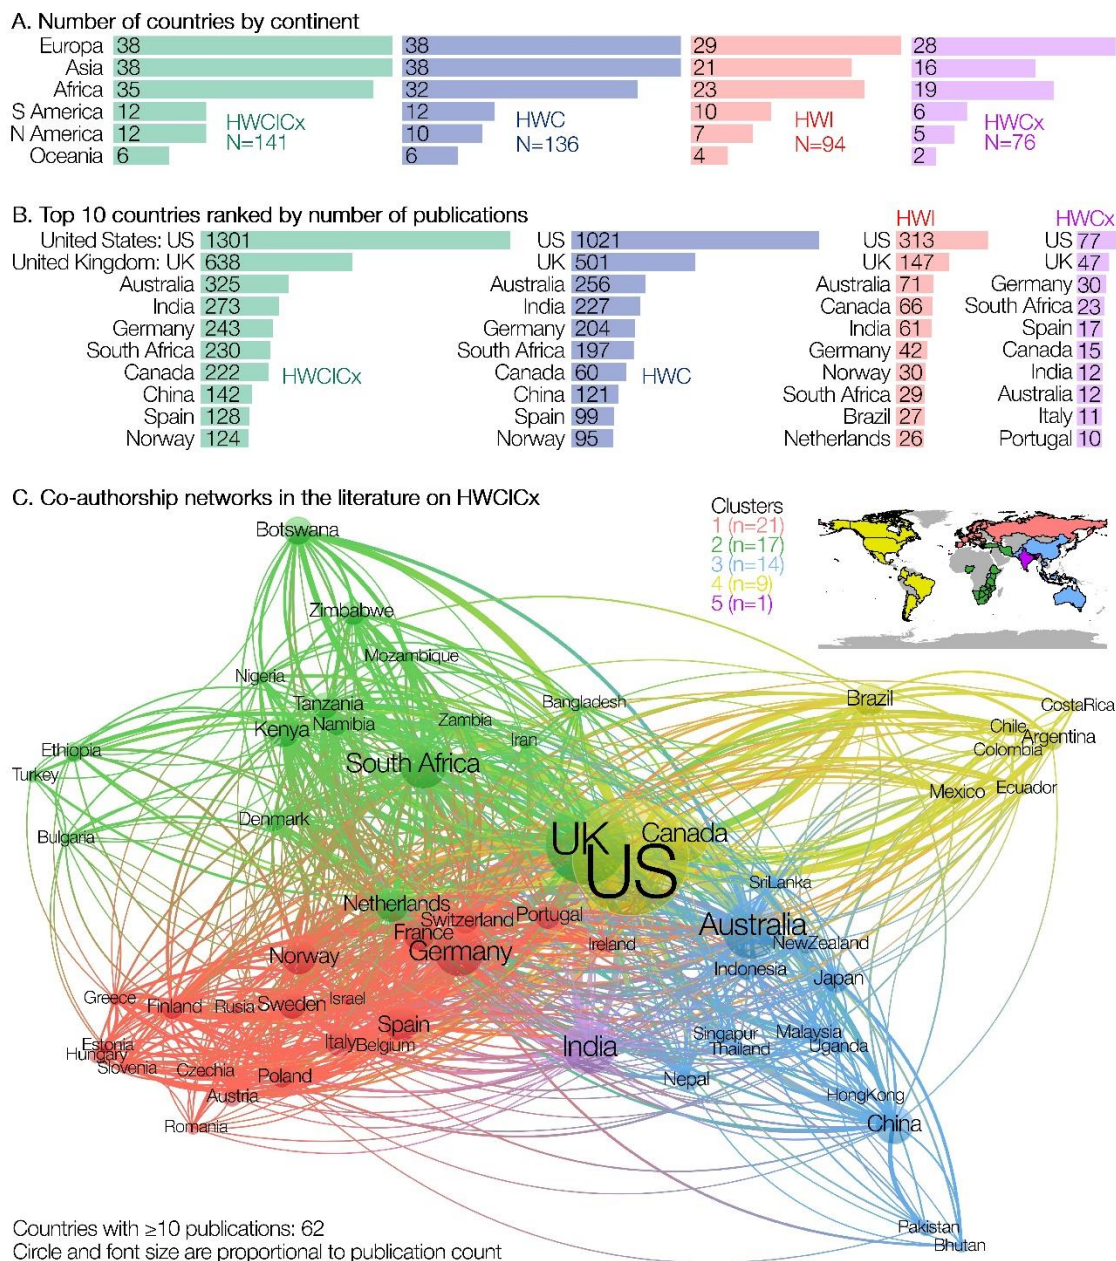 A. Number of countries by continent
Europa 38 38 29 28
Asia 38 38 21 16
Africa 35 32 23 19
S America 12 12 10 6
N America 12 10 7 5
Oceania 6 6 4 2
HWCICx
N=141
HWC
N=136
HWI
N=94
HWCx
N=76
B. Top 10 countries ranked by number of publications
HWCICx
United States: US 1301
United Kingdom: UK 638
Australia 325
India 273
Germany 243
South Africa 230
Canada 222
China 142
Spain 128
Norway 124
HWC
US 1021
UK 501
Australia 256
India 227
Germany 204
South Africa 197
Canada 60
China 121
Spain 99
Norway 95
HWI
US 313
UK 147
Australia 71
Canada 66
India 61
Germany 42
Norway 30
South Africa 29
Brazil 27
Netherlands 26
HWCx
US 77
UK 47
Germany 30
South Africa 23
Spain 17
Canada 15
India 12
Australia 12
Italy 11
Portugal 10
C. Co-authorship networks in the literature on HWCICx
Clusters
1 (n=21)
2 (n=17)
3 (n=14)
4 (n=9)
5 (n=1)
Botswana
Zimbabwe
Mozambique
Nigeria
Tanzania
Bangladesh
Brazil
CostaRica
Kenya
Namibia
Zambia
Iran
Chile
Argentina
Colombia
Ethiopia
Turkey
South Africa
Mexico
Ecuador
Denmark
Bulgaria
UK
Canada
US
SriLanka
Netherlands
Switzerland
Portugal
France
Australia
Germany
Ireland
NewZealand
Norway
Indonesia
Japan
Greece
Finland
Rusia
Sweden
Israel
Spain
Singapur
Malaysia
Estonia
Hungary
Slovenia
Italy
Belgium
India
Thailand
Uganda
Czechia
Poland
Nepal
Austria
HongKong
Romania
China
Pakistan
Bhutan
Countries with ≥10 publications: 62
Circle and font size are proportional to publication count